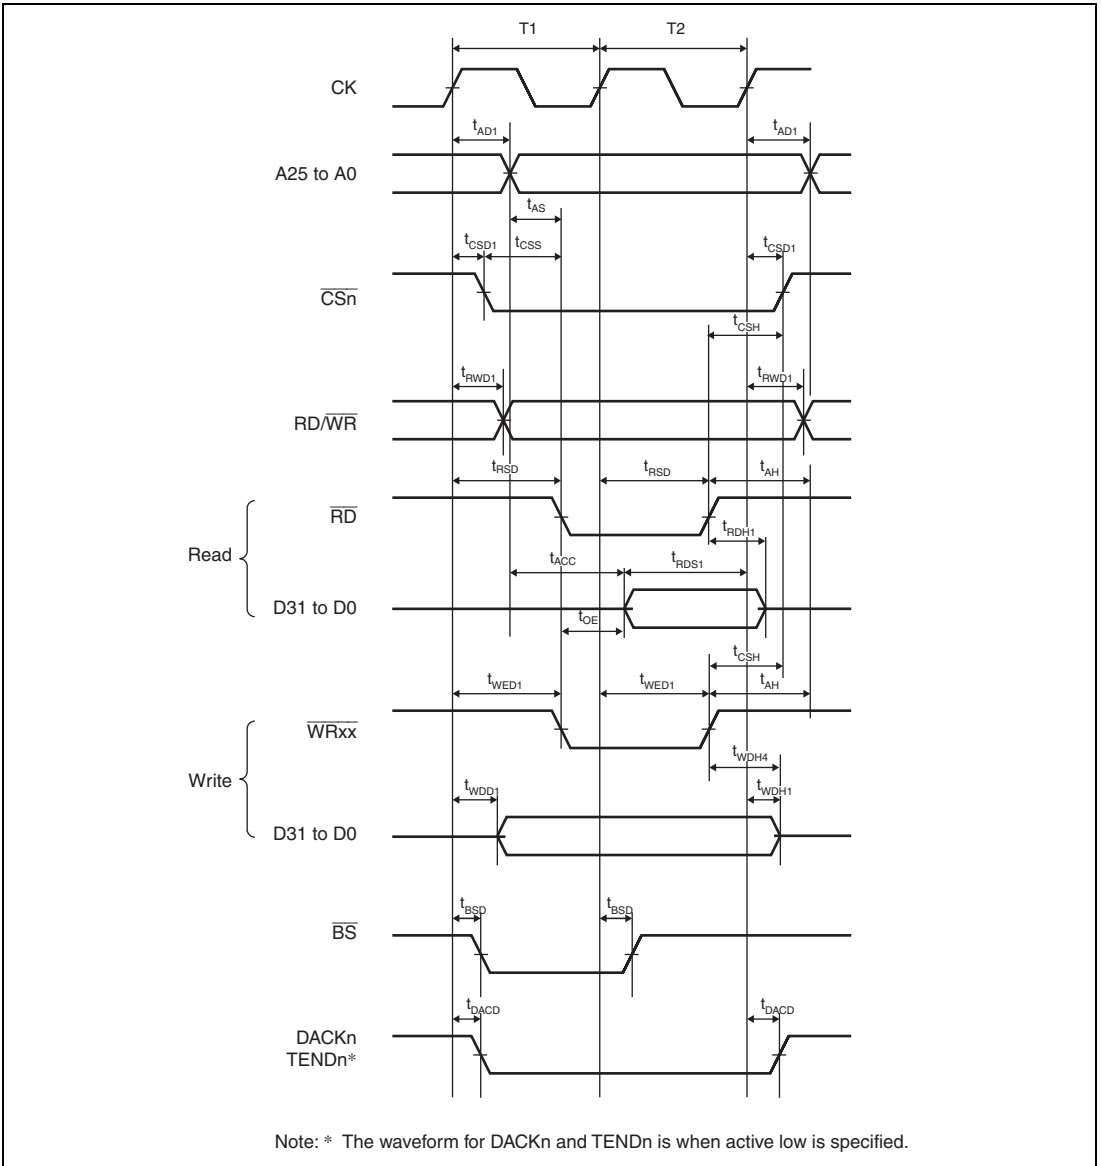 T1 T2
CK
tAD1 tAD1
A25 to A0
tAS
tCSD1 tCSS tCSD1
CSn
tCSH
tRWD1 tRWD1
RD/WR
tRSD tRSD tAH
RD
tRDH1
Read
tACC tRDS1
D31 to D0
tOE
tCSH
tWED1 tWED1 tAH
WRxx
tWDH4
Write
tWDD1 tWDH1
D31 to D0
tBSD tBSD
BS
tDACD tDACD
DACKn
TENDn*
Note: * The waveform for DACKn and TENDn is when active low is specified.